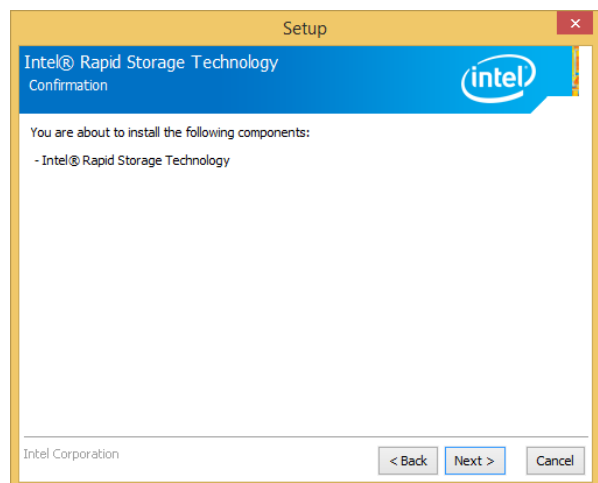 Setup
Intel® Rapid Storage Technology
Confirmation
intel
You are about to install the following components:
- Intel® Rapid Storage Technology
Intel Corporation
< Back
Next >
Cancel